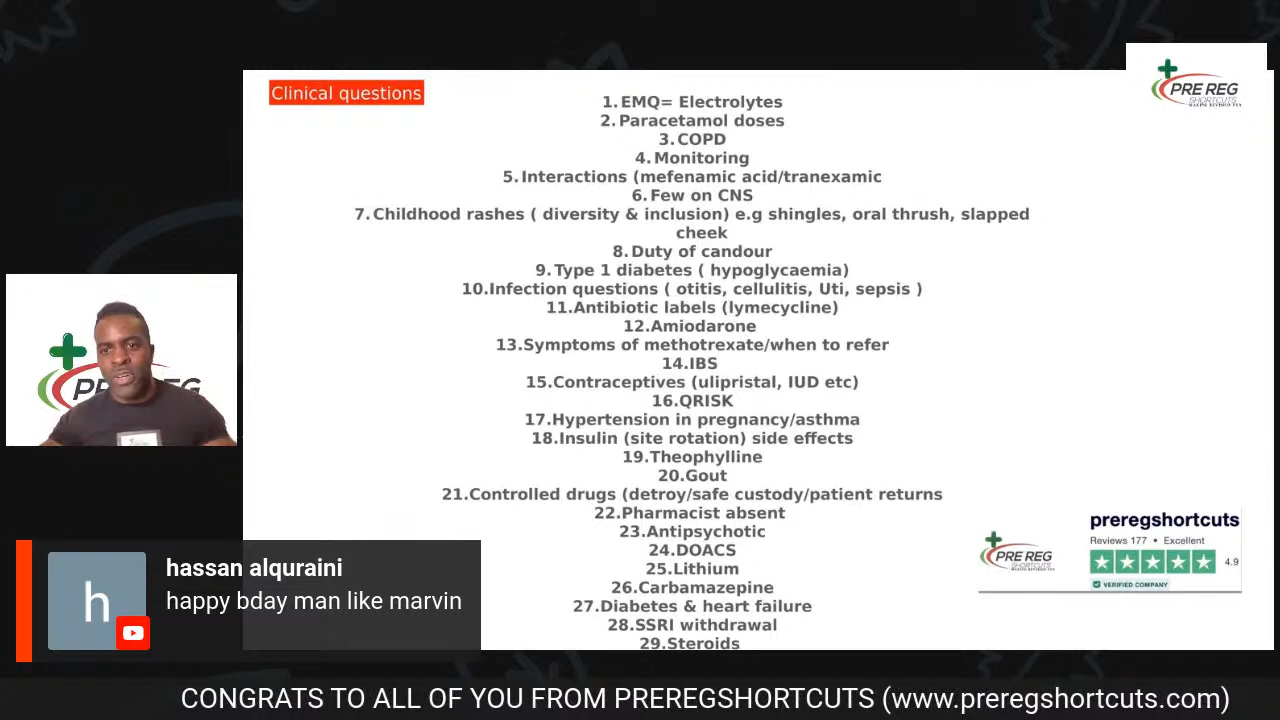 Clinical questions
PRE REG
SHORTCUTS
MAKING REVISION FUN
1. EMQ= Electrolytes
2. Paracetamol doses
3. COPD
4. Monitoring
5. Interactions (mefenamic acid/tranexamic
6. Few on CNS
7. Childhood rashes ( diversity & inclusion) e.g shingles, oral thrush, slapped
cheek
8. Duty of candour
9. Type 1 diabetes ( hypoglycaemia)
10.Infection questions ( otitis, cellulitis, Uti, sepsis )
11.Antibiotic labels (lymecycline)
12.Amiodarone
13.Symptoms of methotrexate/when to refer
14.IBS
15.Contraceptives (ulipristal, IUD etc)
16.QRISK
17.Hypertension in pregnancy/asthma
18.Insulin (site rotation) side effects
19.Theophylline
20.Gout
21.Controlled drugs (detroy/safe custody/patient returns
22.Pharmacist absent
23.Antipsychotic
24.DOACS
25.Lithium
26.Carbamazepine
27.Diabetes & heart failure
28.SSRI withdrawal
29.Steroids
preregshortcuts
Reviews 177 • Excellent
4.9
VERIFIED COMPANY
PRE REG
SHORTCUTS
h
hassan alquraini
happy bday man like marvin
CONGRATS TO ALL OF YOU FROM PREREGSHORTCUTS (www.preregshortcuts.com)